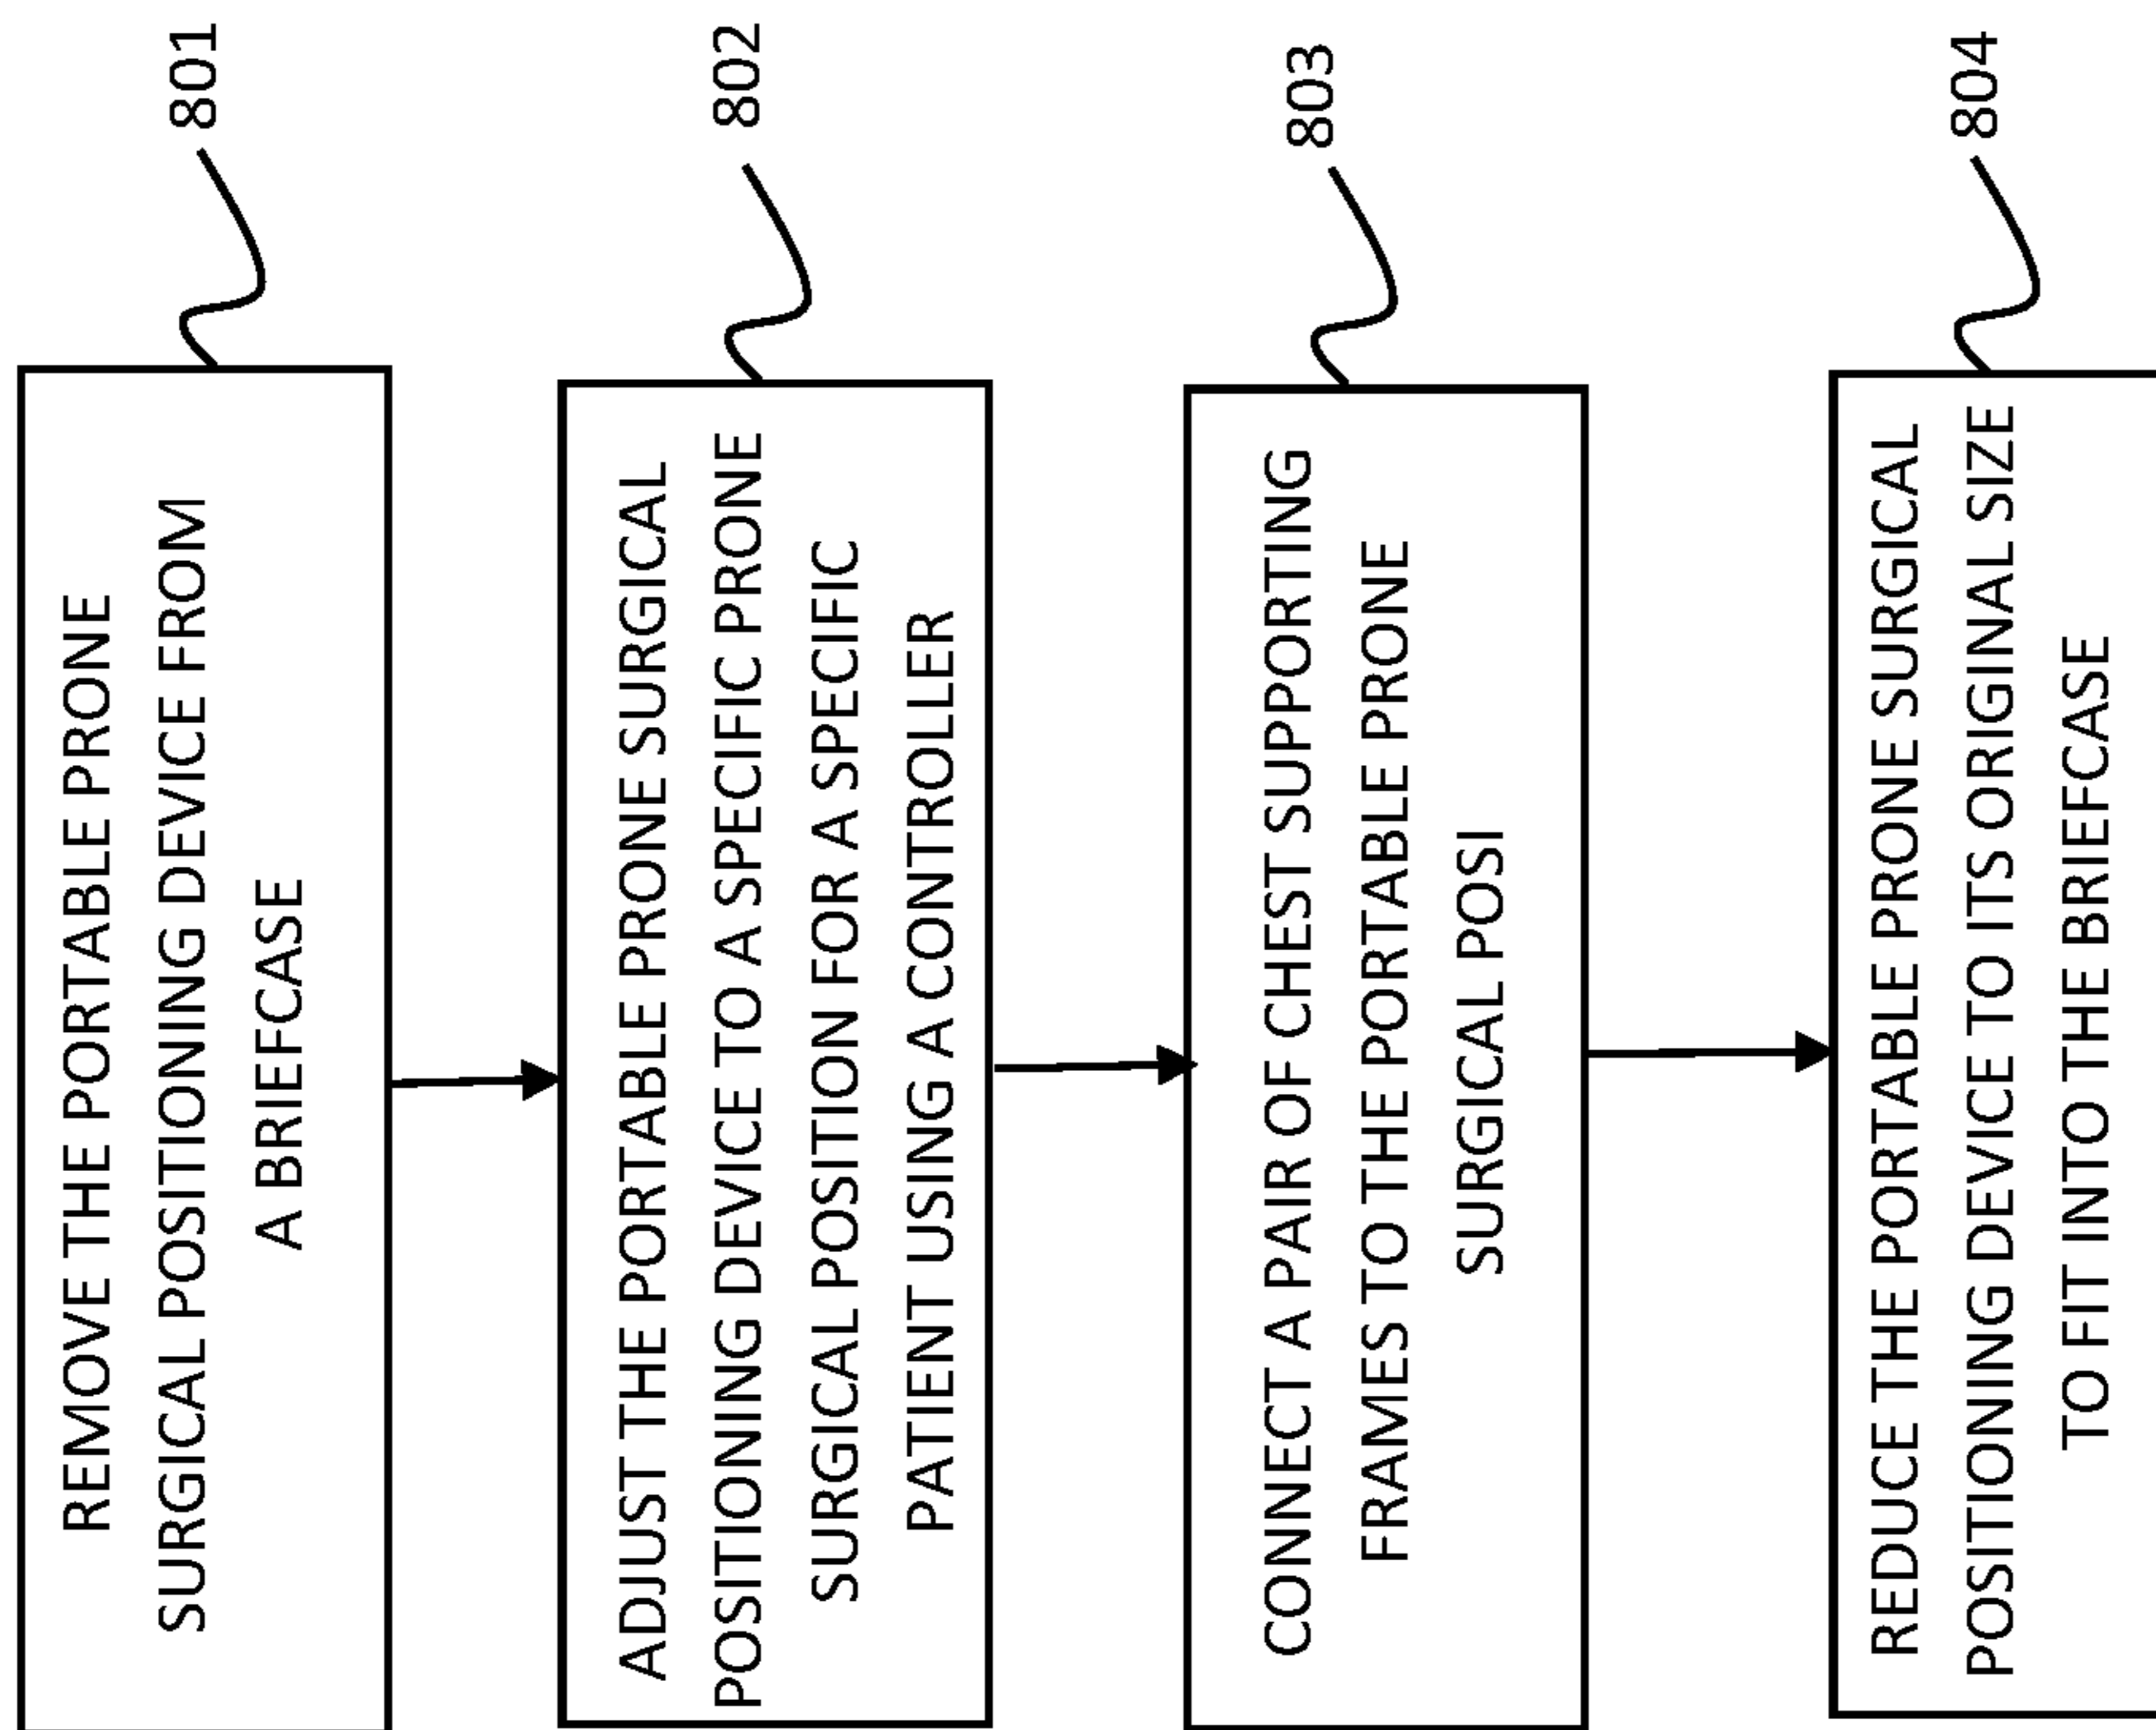 REMOVE THE PORTABLE PRONE
SURGICAL POSITIONING DEVICE FROM
A BRIEFCASE
801
ADJUST THE PORTABLE PRONE SURGICAL
POSITIONING DEVICE TO A SPECIFIC PRONE
SURGICAL POSITION FOR A SPECIFIC
PATIENT USING A CONTROLLER
802
CONNECT A PAIR OF CHEST SUPPORTING
FRAMES TO THE PORTABLE PRONE
SURGICAL POSI
803
REDUCE THE PORTABLE PRONE SURGICAL
POSITIONING DEVICE TO ITS ORIGINAL SIZE
TO FIT INTO THE BRIEFCASE
804